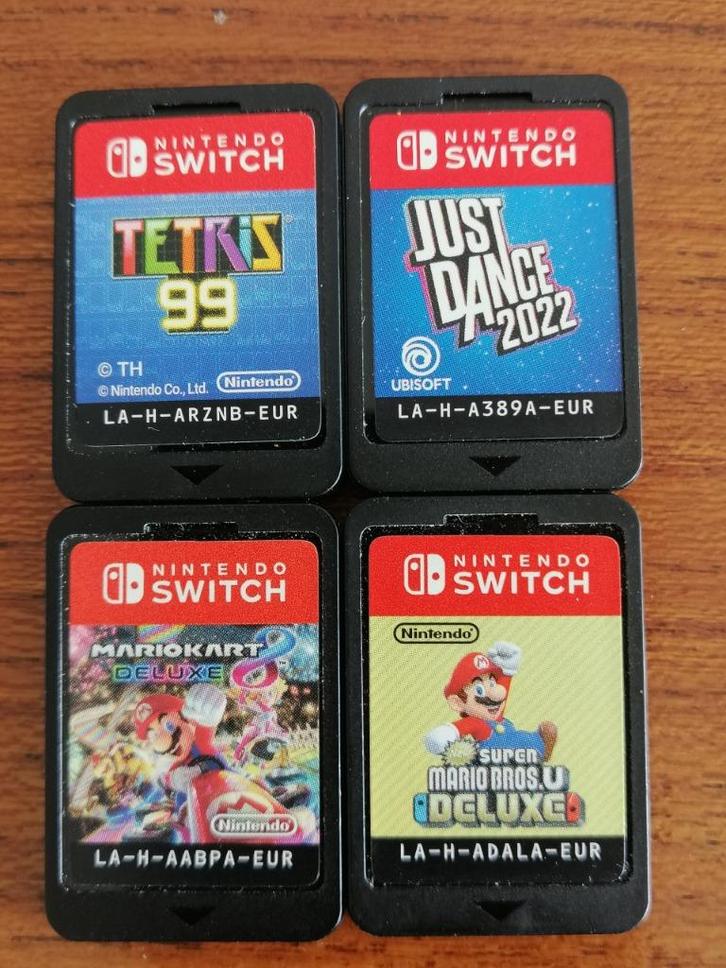 NINTENDO
SWITCH
TETRIS®
99
© TH
© Nintendo Co., Ltd. Nintendo®
LA-H-ARZNB-EUR
NINTENDO
SWITCH
JUST
DANCE
2022
UBISOFT
LA-H-A389A-EUR
NINTENDO
SWITCH
MARIOKART 8™
DELUXE
M
Nintendo®
LA-H-AABPA-EUR
NINTENDO
SWITCH
Nintendo®
M
SUPER
MARIO BROS. U
DELUXE
LA-H-ADALA-EUR